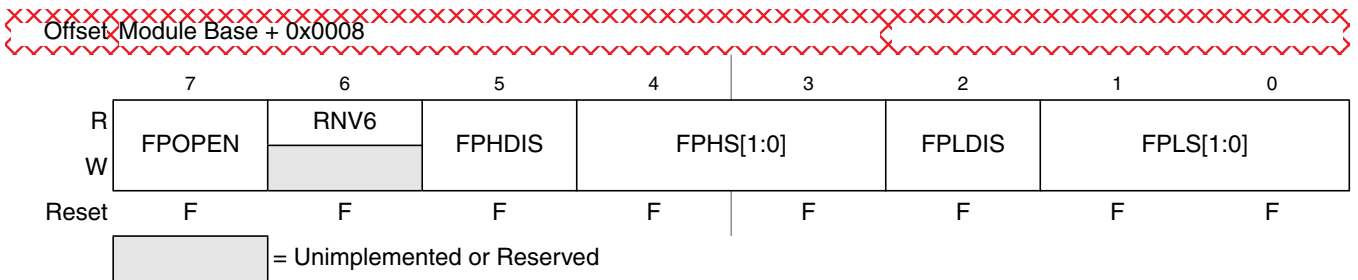 Offset Module Base + 0x0008
7 6 5 4 3 2 1 0
R FPOPEN RNV6 FPHDIS FPHS[1:0] FPLDIS FPLS[1:0]
W
Reset F F F F F F F F
= Unimplemented or Reserved